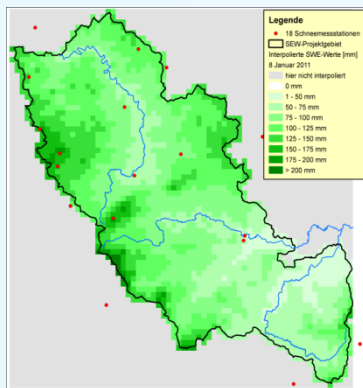 Legende
18 Schneemessstationen
SEW-Projektgebiet
Interpolierte SWE-Werte [mm]
8 Januar 2011
hier nicht interpoliert
0 mm
1 - 50 mm
50 - 75 mm
75 - 100 mm
100 - 125 mm
125 - 150 mm
150 - 175 mm
175 - 200 mm
> 200 mm